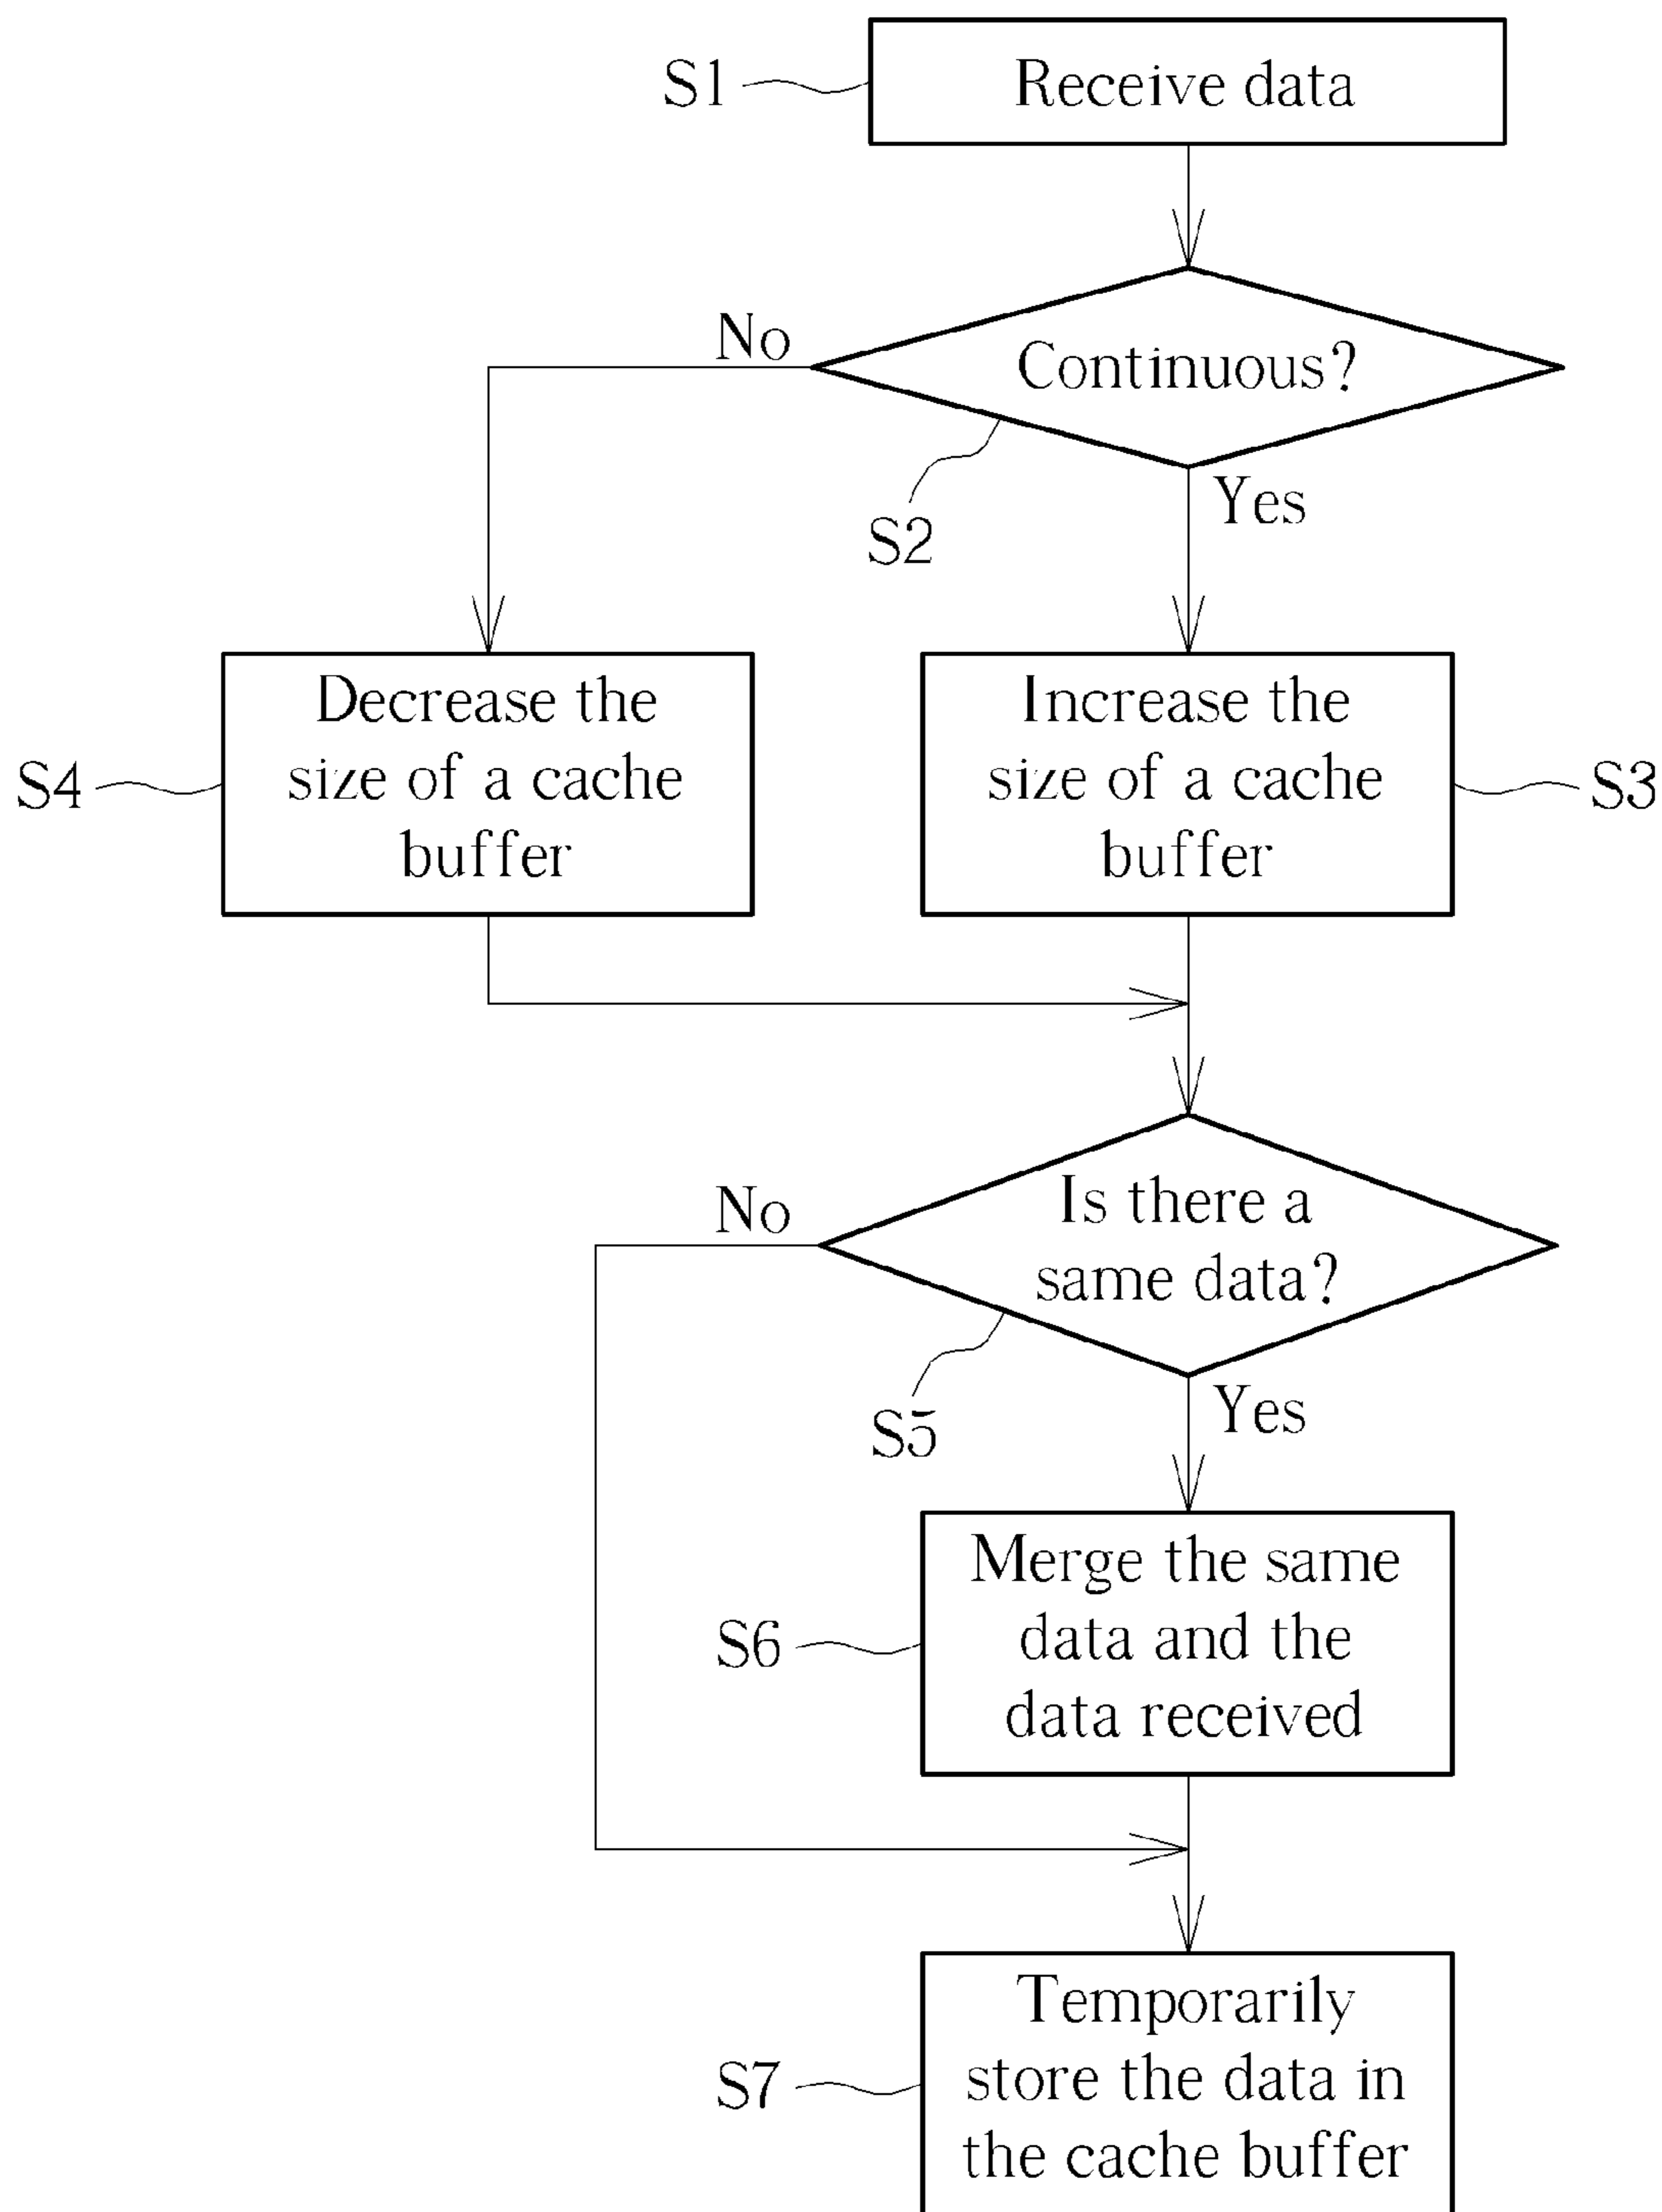 S1
Receive data
No
Continuous?
S2
Yes
Decrease the
size of a cache
buffer
S4
Increase the
size of a cache
buffer
S3
No
Is there a
same data?
S5
Yes
Merge the same
data and the
data received
S6
Temporarily
store the data in
the cache buffer
S7